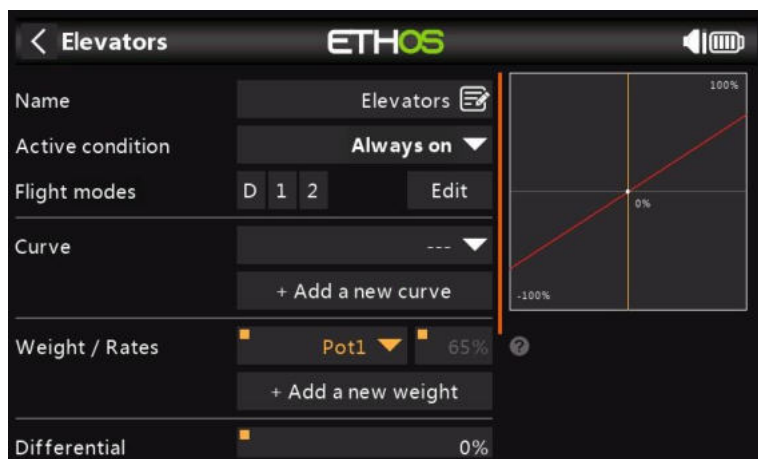 Elevators ETHOS
Name Elevators
100%
Active condition Always on
Flight modes D 1 2 Edit
0%
Curve ---
+ Add a new curve
-100%
Weight / Rates Pot1 65% ?
+ Add a new weight
Differential 0%